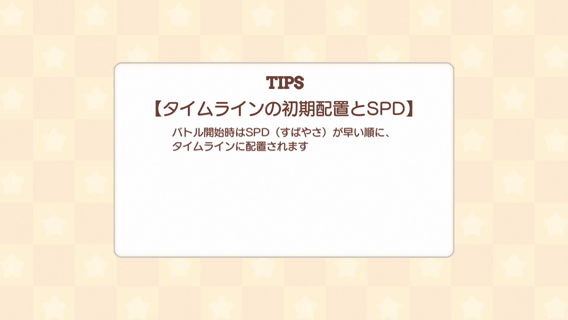 TIPS
【タイムラインの初期配置とSPD】
バトル開始時はSPD（すばやさ）が早い順に、
タイムラインに配置されます